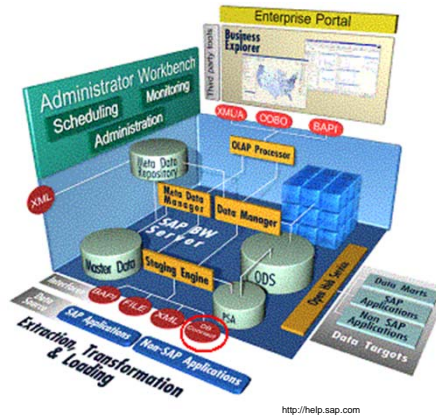 Enterprise Portal
Third party tools
Business
Explorer
Administrator Workbench
Scheduling
Monitoring
Administration
XML/A
ODBO
BAPI
OLAP Processor
Meta Data
Repository
XML
Meta Data
Manager
Data Manager
SAP BW
Server
Master Data
Staging Engine
ODS
PSA
Open Hub Service
Interfaces
BAPI
FILE
XML
DB
Connect
Data
Source
SAP Applications
Non-SAP Applications
Extraction, Transformation
& Loading
Data Marts
SAP
Applications
Non SAP
Applications
Data Targets
http://help.sap.com